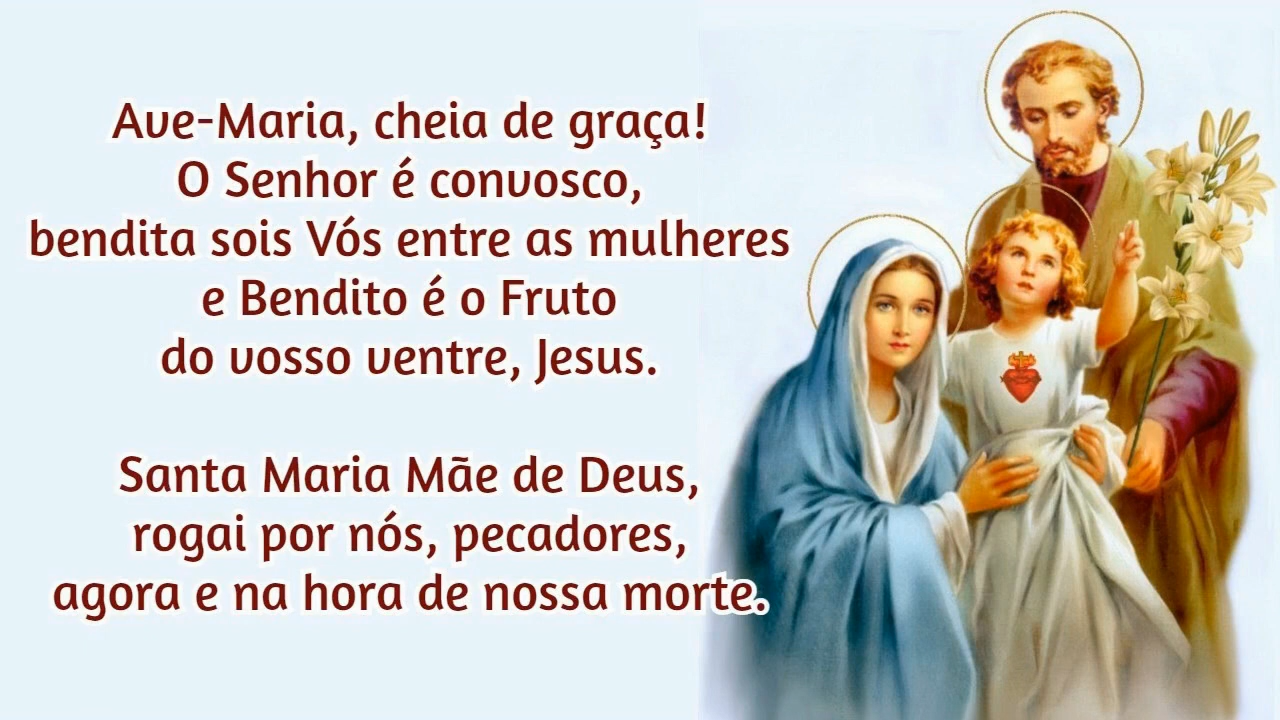 Ave-Maria, cheia de graça!
O Senhor é convosco,
bendita sois Vós entre as mulheres
e Bendito é o Fruto
do vosso ventre, Jesus.
Santa Maria Mãe de Deus,
rogai por nós, pecadores,
agora e na hora de nossa morte.